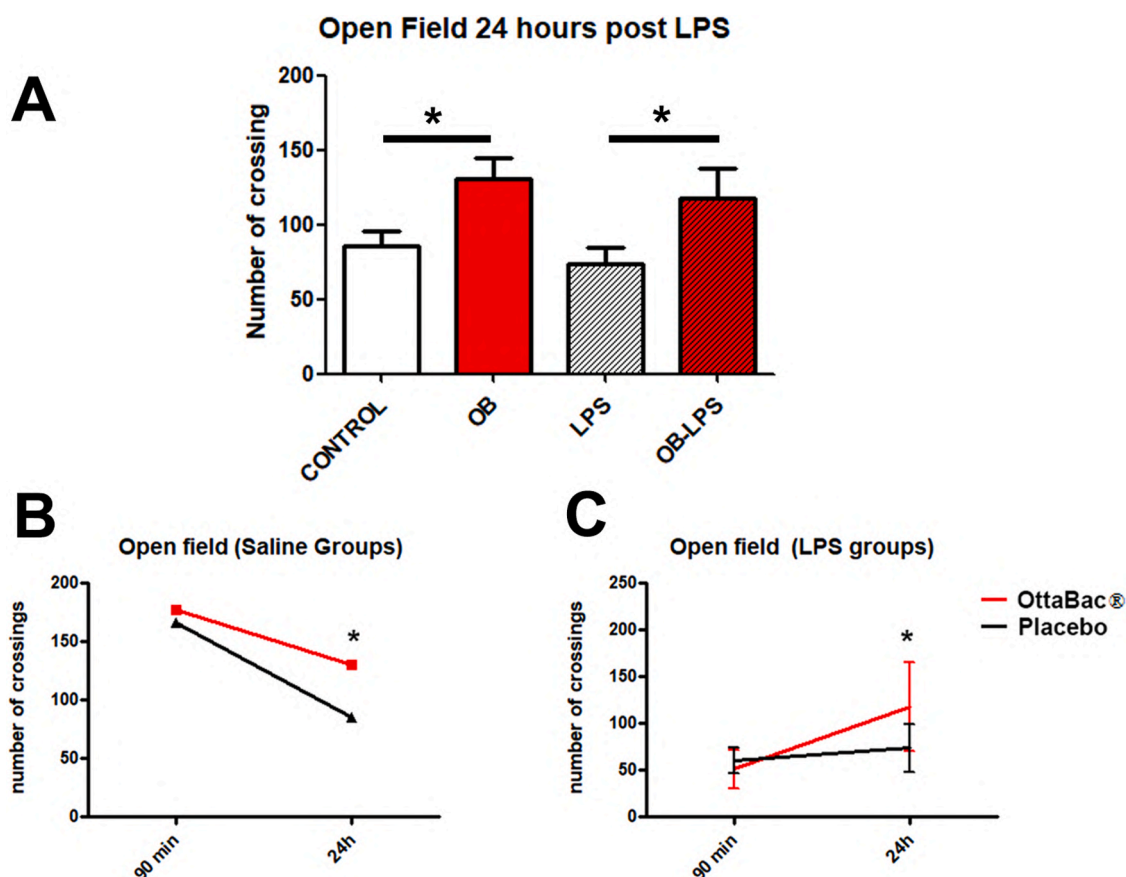 Open Field 24 hours post LPS
A
Number of crossing
200
150
100
50
0
*
*
CONTROL
OB
LPS
OB-LPS
B
Open field (Saline Groups)
number of crossings
200
150
100
50
0
*
90 min
24h
C
Open field (LPS groups)
number of crossings
250
200
150
100
50
0
*
90 min
24h
OttaBac®
Placebo